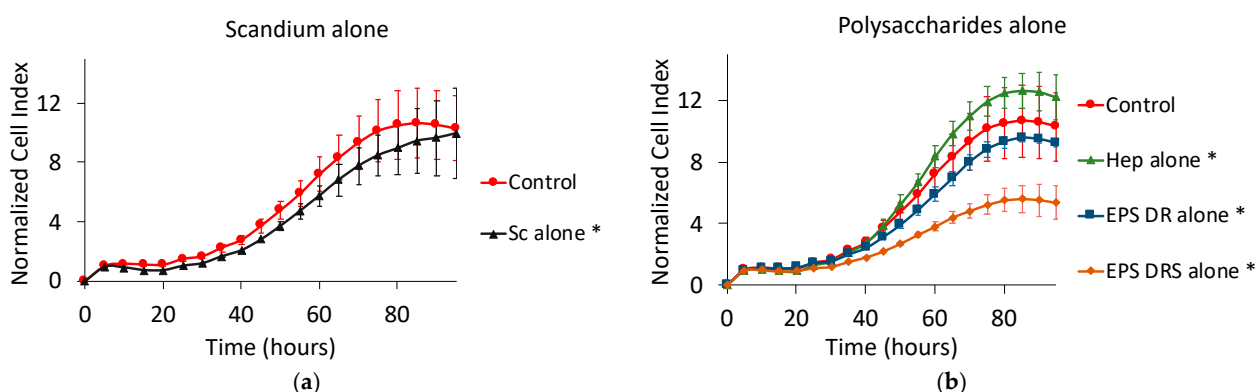 Scandium alone
Normalized Cell Index
12
8
4
0
0 20 40 60 80
Time (hours)
Control
Sc alone *
(a)
Polysaccharides alone
Normalized Cell Index
12
8
4
0
0 20 40 60 80
Time (hours)
Control
Hep alone *
EPS DR alone *
EPS DRS alone *
(b)